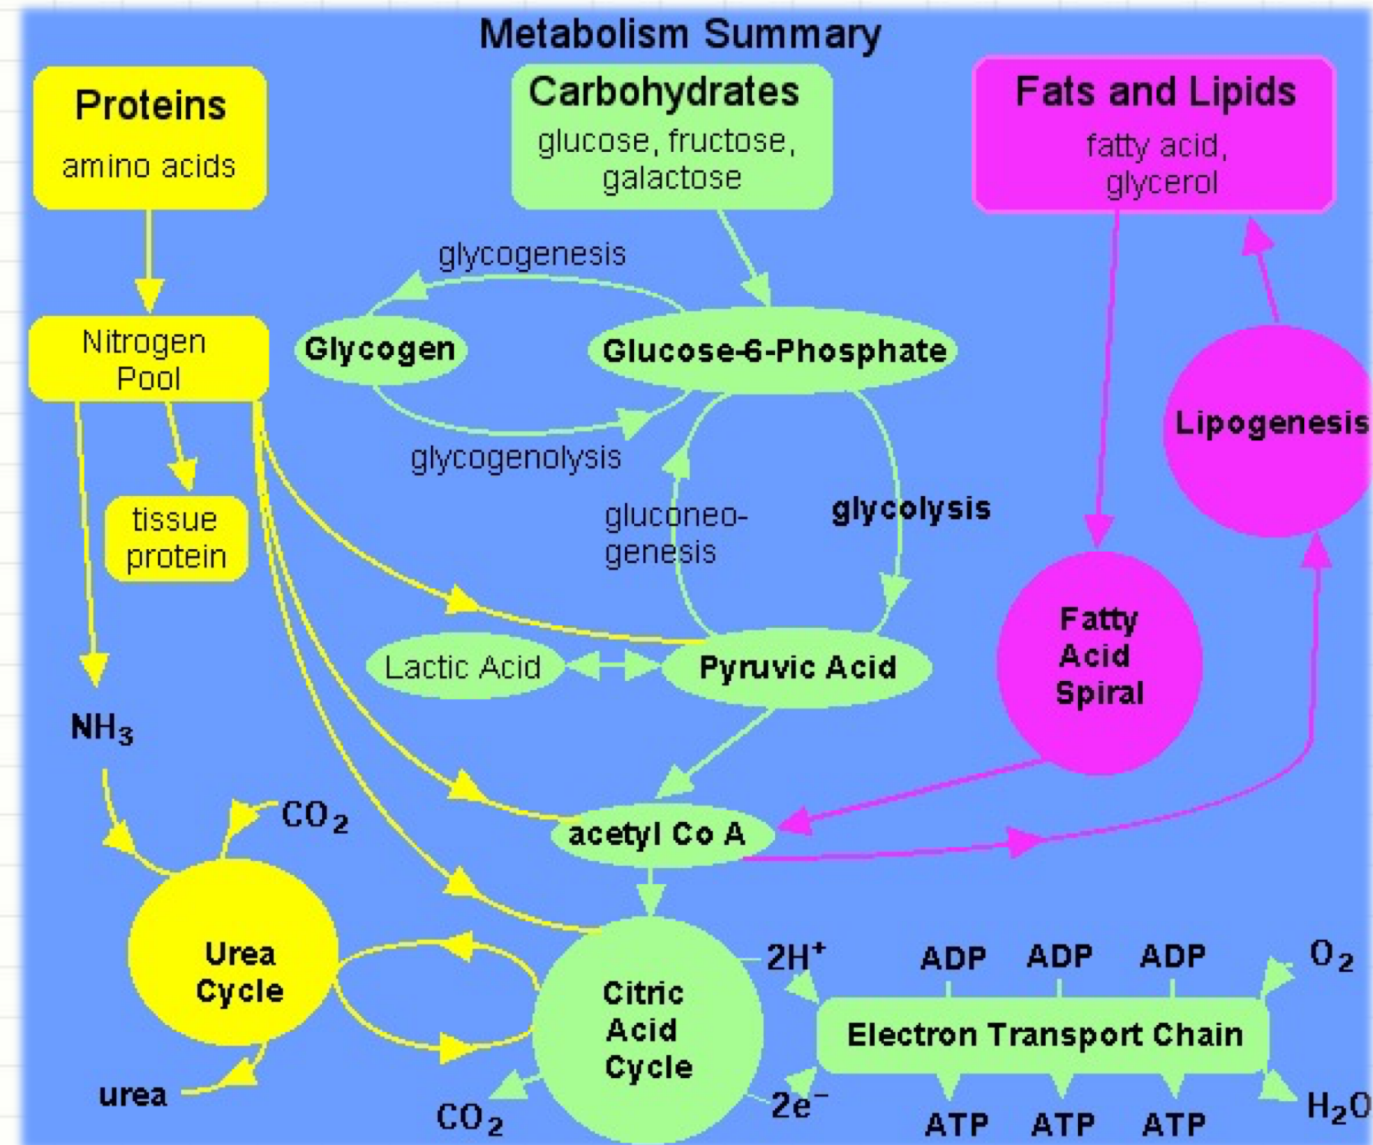 Metabolism Summary
Proteins
amino acids
Carbohydrates
glucose, fructose,
galactose
Fats and Lipids
fatty acid,
glycerol
glycogenesis
Nitrogen
Pool
Glycogen
Glucose-6-Phosphate
Lipogenesis
glycogenolysis
tissue
protein
gluconeo-
genesis
glycolysis
Fatty
Acid
Spiral
Lactic Acid
Pyruvic Acid
NH3
CO2
acetyl Co A
Urea
Cycle
Citric
Acid
Cycle
2H+
ADP
ADP
ADP
O2
Electron Transport Chain
urea
CO2
2e−
ATP
ATP
ATP
H2O